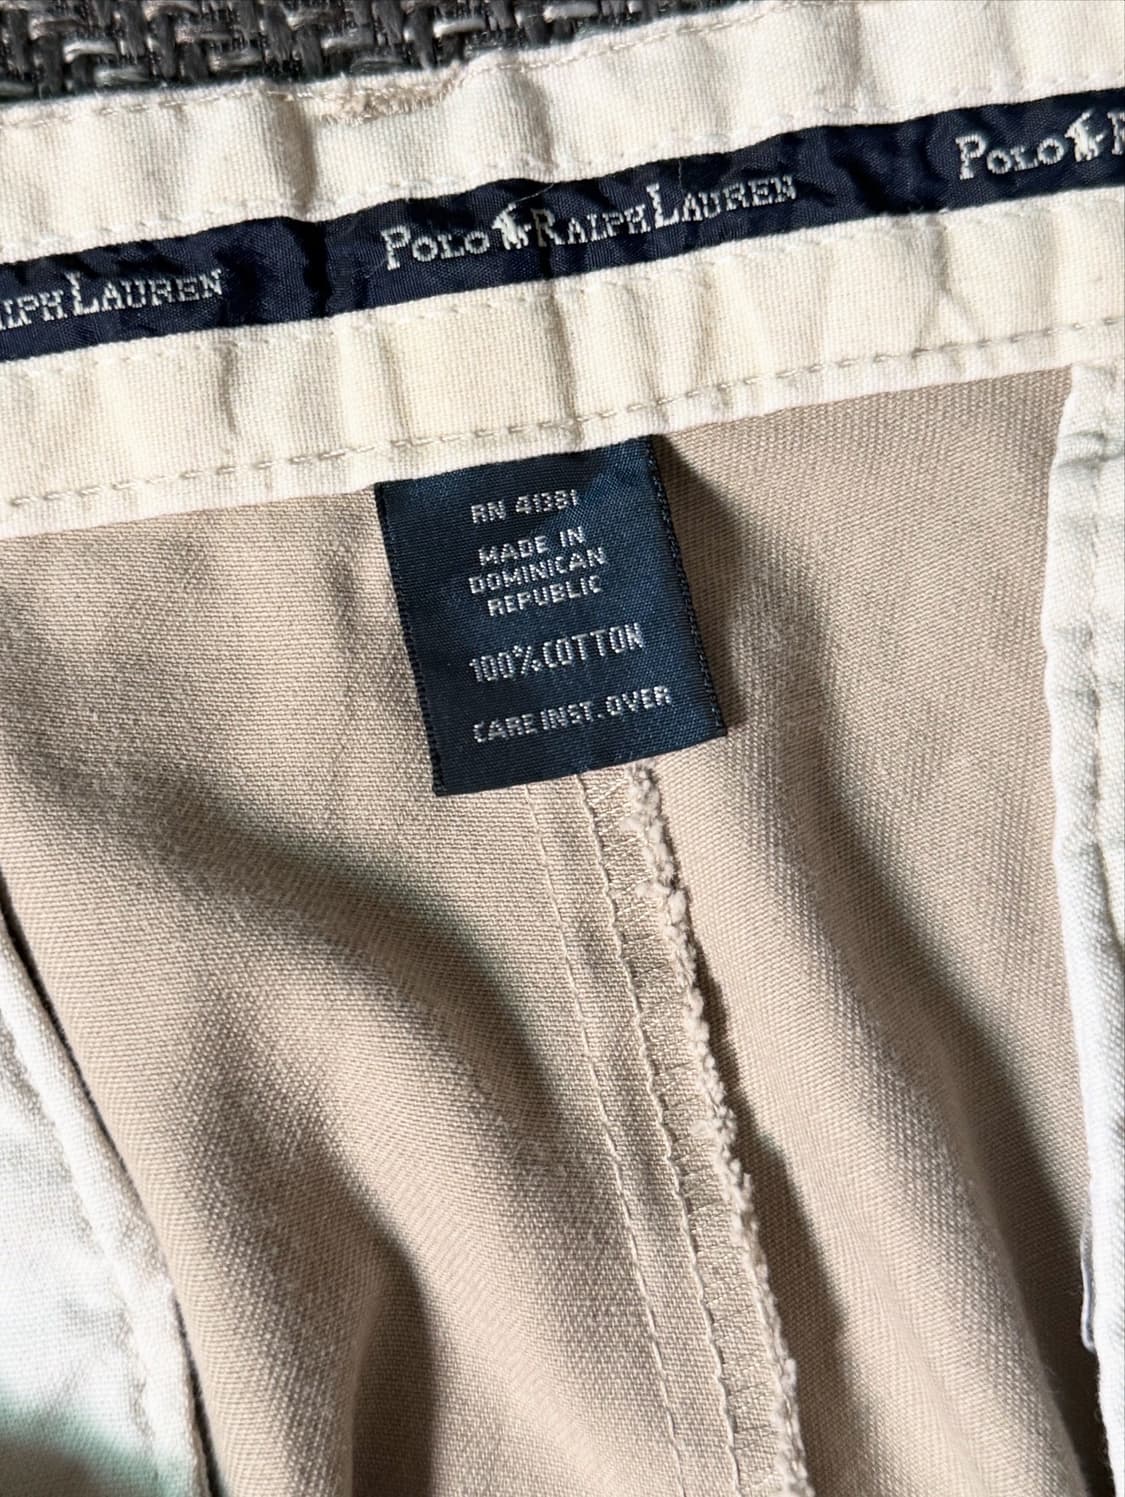 POLO RALPH LAUREN
RALPH LAUREN
POLO R
RN 41381
MADE IN
DOMINICAN
REPUBLIC
100% COTTON
CARE INST. OVER